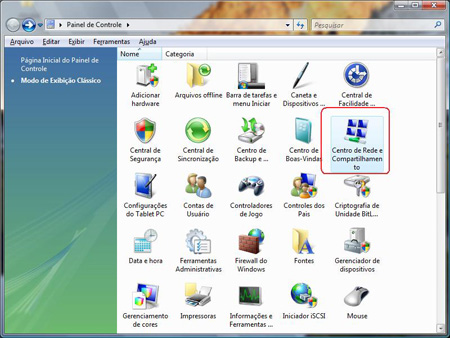 Painel de Controle
Pesquisar
Arquivo Editar Exibir Ferramentas Ajuda
Página Inicial do Painel de
Controle
Modo de Exibição Clássico
Nome Categoria
Adicionar
hardware
Arquivos offline
Barra de tarefas e
menu Iniciar
Caneta e
Dispositivos ...
Central de
Facilidade ...
Central de
Segurança
Central de
Sincronização
Centro de
Backup e ...
Centro de
Boas-Vindas
Centro de Rede e
Compartilhamen
to
Configurações
do Tablet PC
Contas de
Usuário
Controladores
de Jogo
Controles dos
Pais
Criptografia de
Unidade BitL...
Data e hora
Ferramentas
Administrativas
Firewall do
Windows
Fontes
Gerenciador de
dispositivos
Gerenciamento
de cores
Impressoras
Informações e
Ferramentas ...
Iniciador iSCSI
Mouse